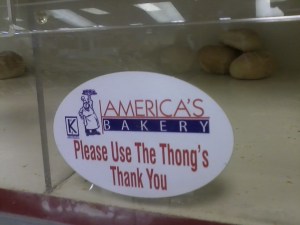 AMERICA'S
K BAKERY
Please Use The Thong's
Thank You